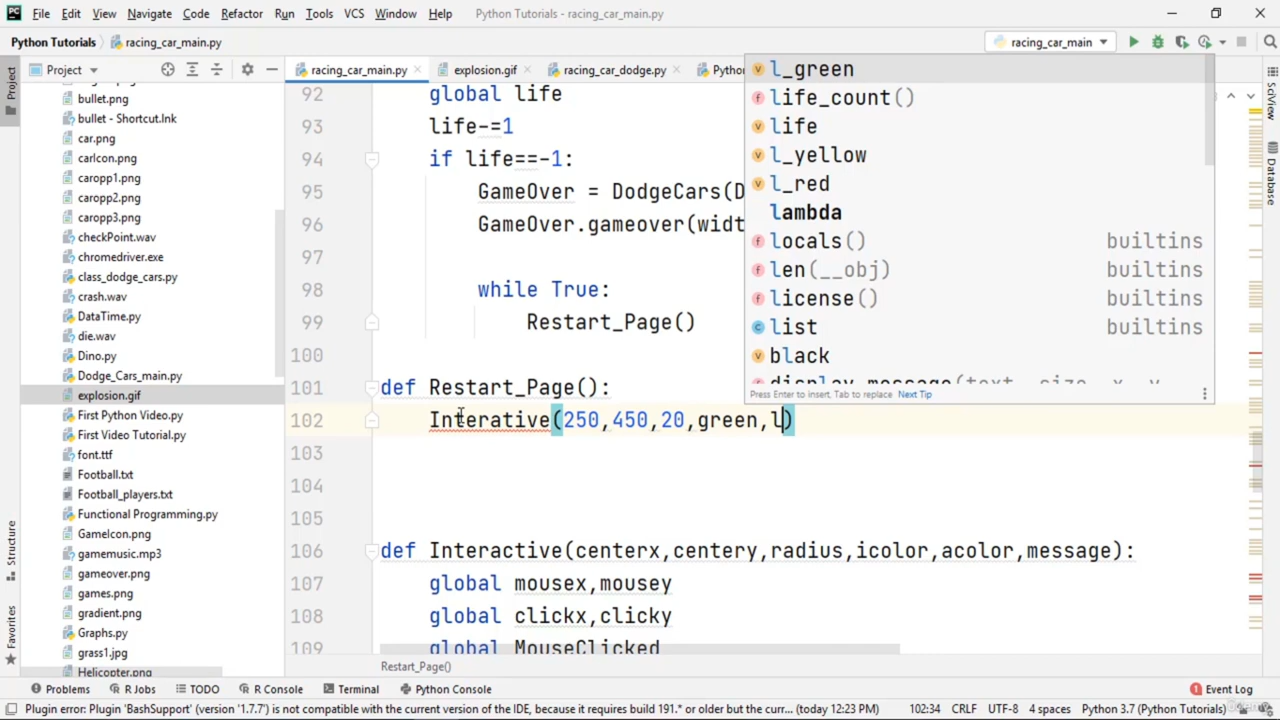 File Edit View Navigate Code Refactor Run Tools VCS Window Help Python Tutorials - racing_car_main.py
Python Tutorials racing_car_main.py racing_car_main
Project racing_car_main.py explosion.gif racing_car_dodge.py Python
Project
Structure
Favorites
bullet.png
bullet - Shortcut.lnk
car.png
carIcon.png
caropp1.png
caropp2.png
caropp3.png
checkPoint.wav
chromedriver.exe
class_dodge_cars.py
crash.wav
DataTime.py
die.wav
Dino.py
Dodge_Cars_main.py
explosion.gif
First Python Video.py
First Video Tutorial.py
font.ttf
Football.txt
Football_players.txt
Functional Programming.py
GameIcon.png
gamemusic.mp3
gameover.png
games.png
gradient.png
Graphs.py
grass1.jpg
Helicopter.png
92 global life
93 life-=1
94 if life==-1:
95 GameOver = DodgeCars(D
96 GameOver.gameover(widt
97
98 while True:
99 Restart_Page()
100
101 def Restart_Page():
102 Interative(250,450,20,green,l)
103
104
105
106 def Interactive(centerx,centery,radius,icolor,acolor,message):
107 global mousex,mousey
108 global clickx,clicky
109 global MouseClicked
v l_green
f life_count()
v life
v l_yellow
v l_red
lambda
f locals() builtins
f len(__obj) builtins
f license() builtins
c list builtins
v black
display_message(text, size, x, y,
Press Enter to insert, Tab to replace Next Tip
SciView
Database
Restart_Page()
Problems R Jobs TODO R Console Terminal Python Console Event Log
Plugin error: Plugin 'BashSupport' (version '1.7.7') is not compatible with the current version of the IDE, because it requires build 191.* or older but the curr... (today 12:23 PM) 102:34 CRLF UTF-8 4 spaces Python 3.7 (Python Tutorials)